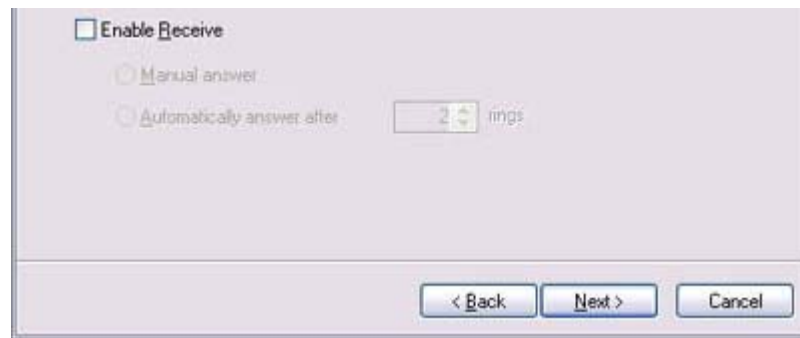 Enable Receive
Manual answer
Automatically answer after 2 rings
< Back Next > Cancel